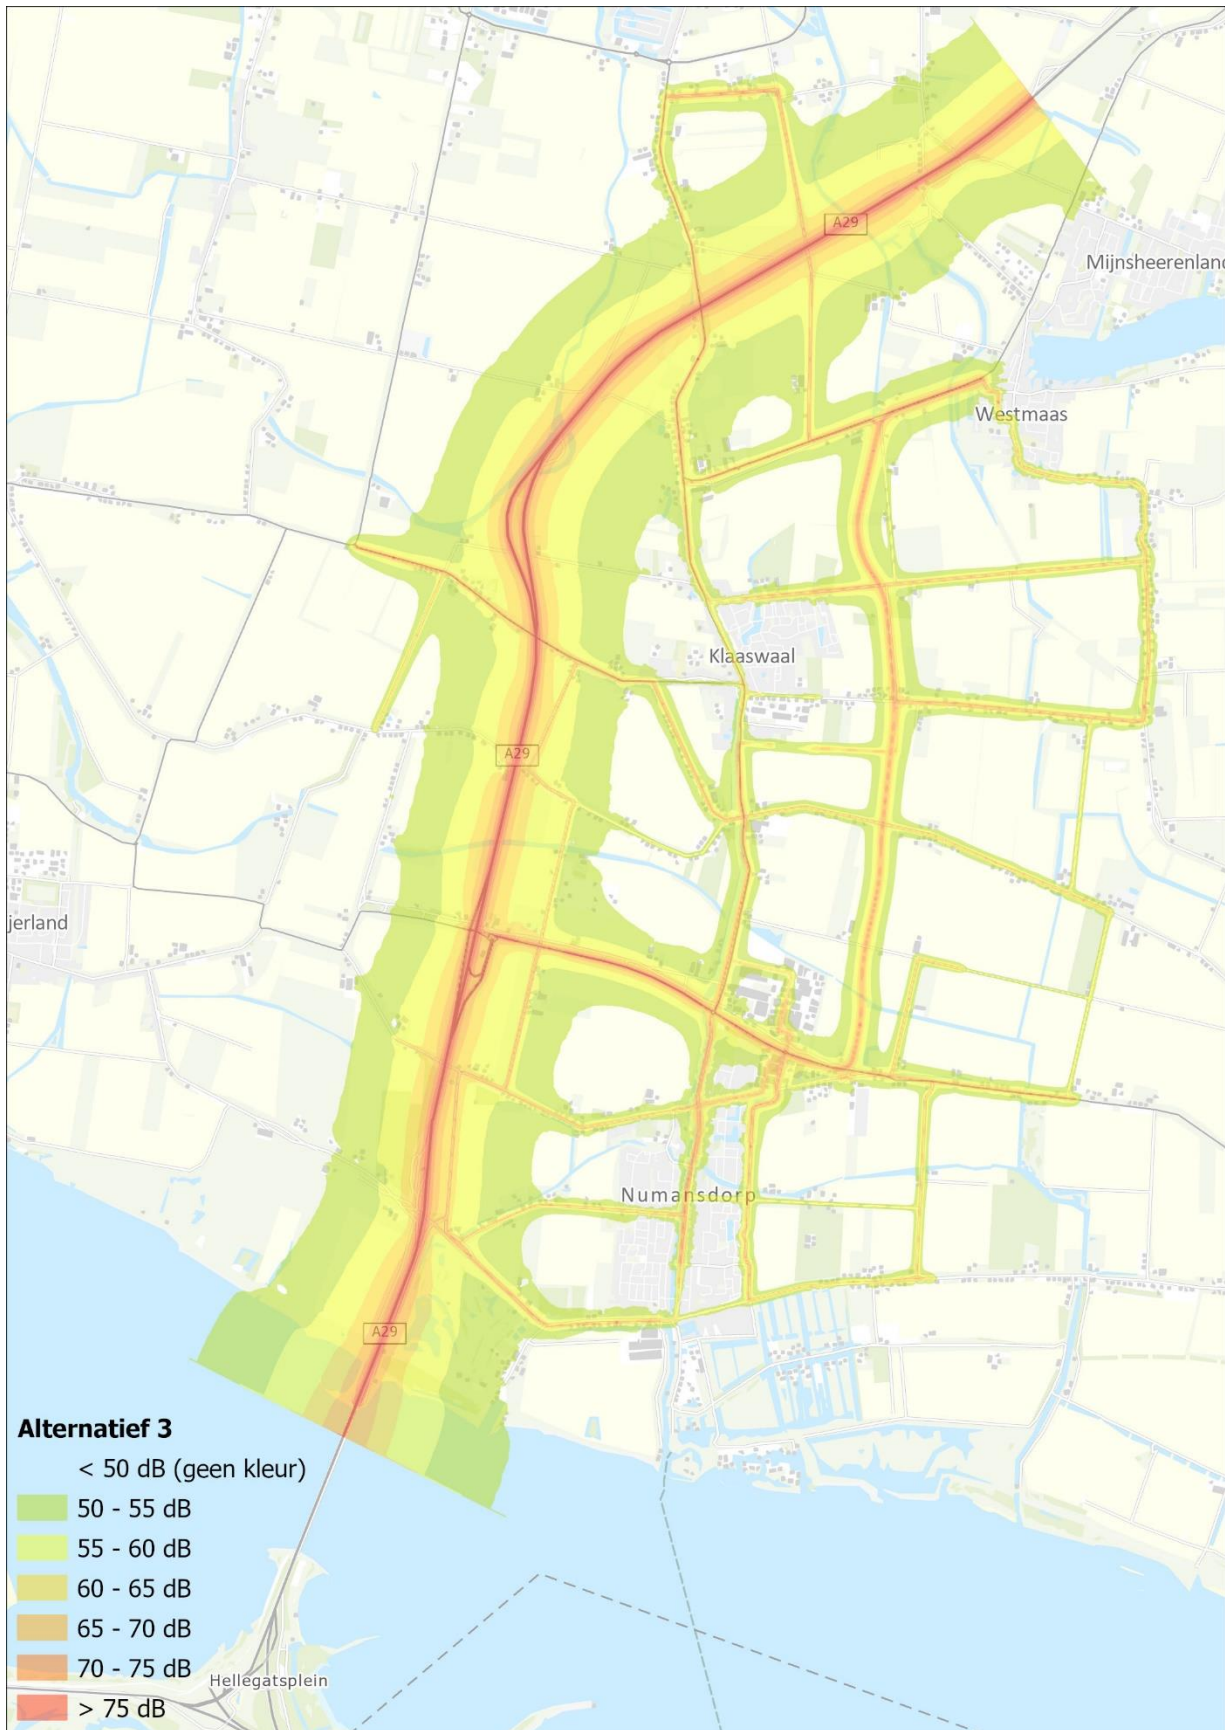 A29
Mijnsheerenland
Westmaas
Klaaswaal
A29
jerland
Numansdorp
A29
Alternatief 3
< 50 dB (geen kleur)
50 - 55 dB
55 - 60 dB
60 - 65 dB
65 - 70 dB
70 - 75 dB
> 75 dB
Hellegatsplein